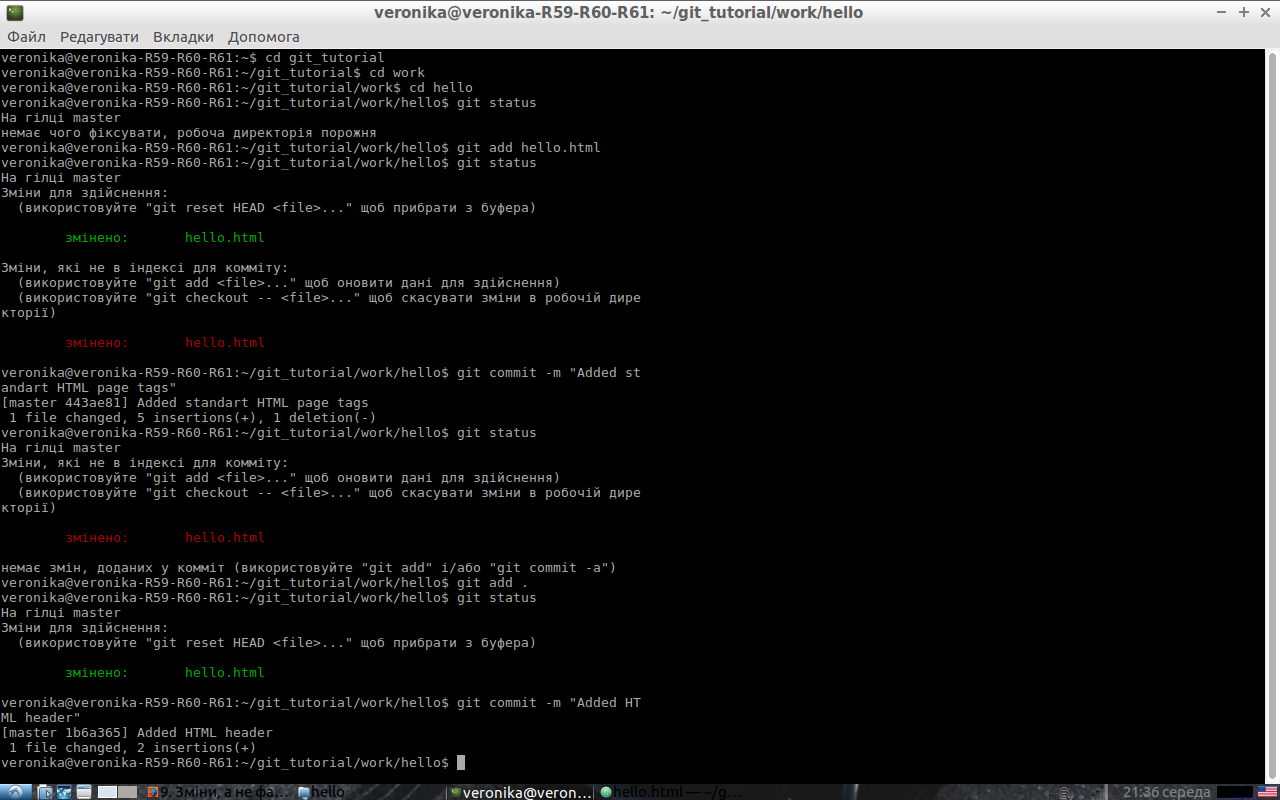 veronika@veronika-R59-R60-R61: ~/git_tutorial/work/hello
Файл Редагувати Вкладки Допомога
veronika@veronika-R59-R60-R61:~$ cd git_tutorial
veronika@veronika-R59-R60-R61:~/git_tutorial$ cd work
veronika@veronika-R59-R60-R61:~/git_tutorial/work$ cd hello
veronika@veronika-R59-R60-R61:~/git_tutorial/work/hello$ git status
На гілці master
немає чого фіксувати, робоча директорія порожня
veronika@veronika-R59-R60-R61:~/git_tutorial/work/hello$ git add hello.html
veronika@veronika-R59-R60-R61:~/git_tutorial/work/hello$ git status
На гілці master
Зміни для здійснення:
  (використовуйте "git reset HEAD <file>..." щоб прибрати з буфера)
        змінено:       hello.html
Зміни, які не в індексі для комміту:
  (використовуйте "git add <file>..." щоб оновити дані для здійснення)
  (використовуйте "git checkout -- <file>..." щоб скасувати зміни в робочій дире
кторії)
        змінено:       hello.html
veronika@veronika-R59-R60-R61:~/git_tutorial/work/hello$ git commit -m "Added st
andart HTML page tags"
[master 443ae81] Added standart HTML page tags
 1 file changed, 5 insertions(+), 1 deletion(-)
veronika@veronika-R59-R60-R61:~/git_tutorial/work/hello$ git status
На гілці master
Зміни, які не в індексі для комміту:
  (використовуйте "git add <file>..." щоб оновити дані для здійснення)
  (використовуйте "git checkout -- <file>..." щоб скасувати зміни в робочій дире
кторії)
        змінено:       hello.html
немає змін, доданих у комміт (використовуйте "git add" і/або "git commit -a")
veronika@veronika-R59-R60-R61:~/git_tutorial/work/hello$ git add .
veronika@veronika-R59-R60-R61:~/git_tutorial/work/hello$ git status
На гілці master
Зміни для здійснення:
  (використовуйте "git reset HEAD <file>..." щоб прибрати з буфера)
        змінено:       hello.html
veronika@veronika-R59-R60-R61:~/git_tutorial/work/hello$ git commit -m "Added HT
ML header"
[master 1b6a365] Added HTML header
 1 file changed, 2 insertions(+)
veronika@veronika-R59-R60-R61:~/git_tutorial/work/hello$
9. Зміни, а не фа... hello veronika@veron... hello.html — ~/g... 21:36 середа